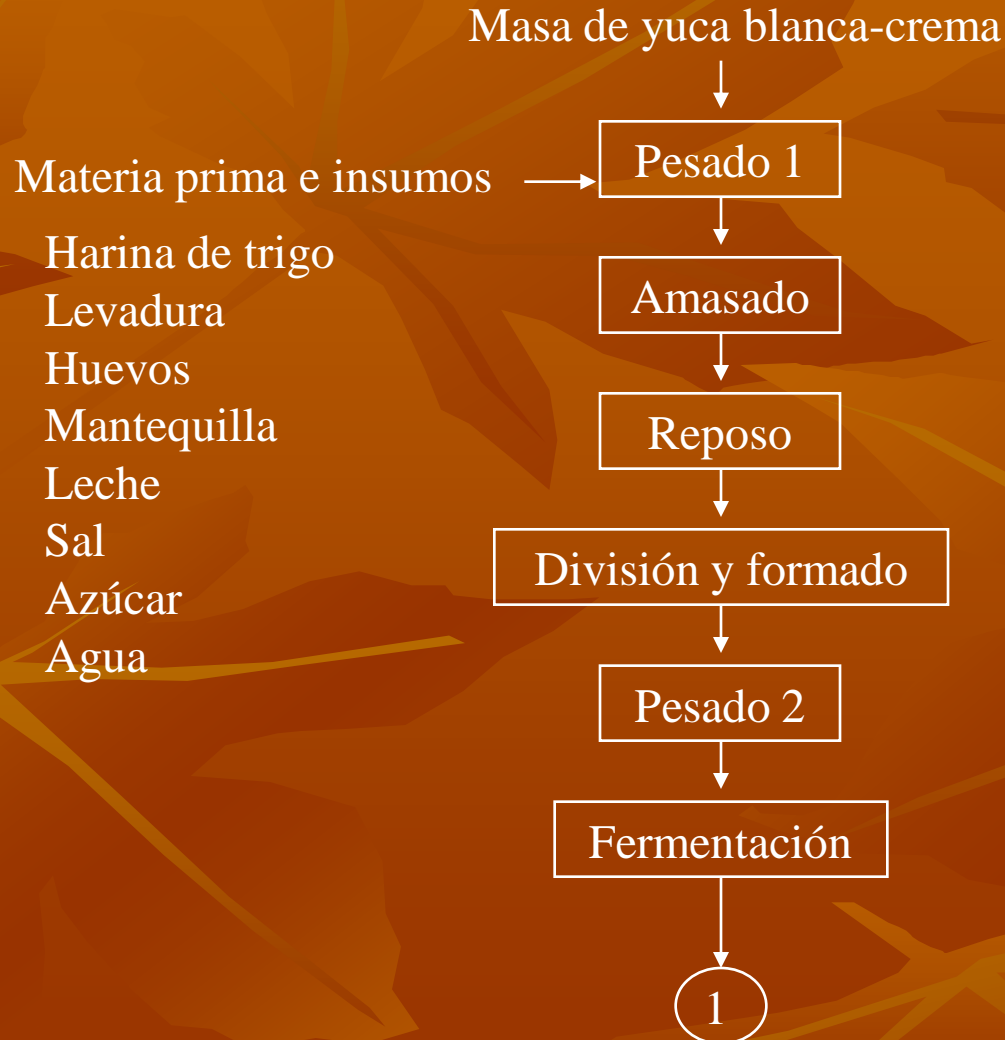 Masa de yuca blanca-crema
Pesado 1
Materia prima e insumos
Harina de trigo
Levadura
Huevos
Mantequilla
Leche
Sal
Azúcar
Agua
Amasado
Reposo
División y formado
Pesado 2
Fermentación
1